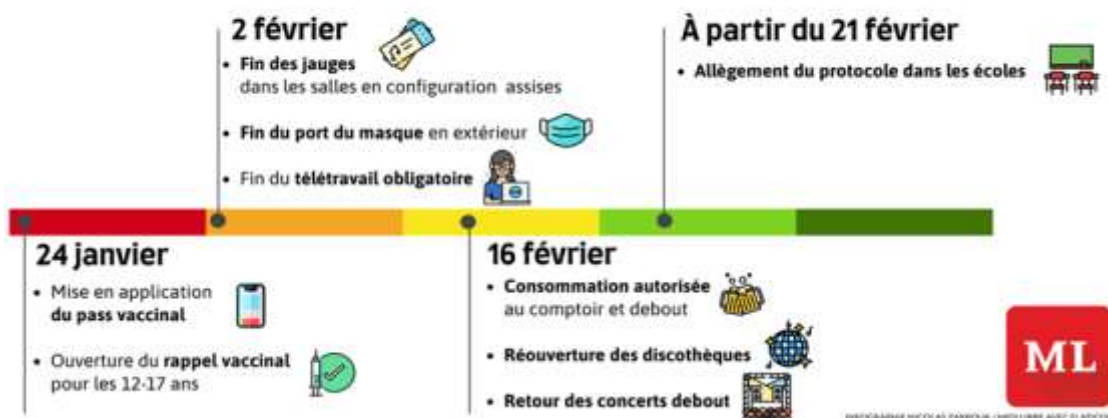 2 février
• Fin des jauges
dans les salles en configuration assises
• Fin du port du masque en extérieur
• Fin du télétravail obligatoire
À partir du 21 février
• Allègement du protocole dans les écoles
24 janvier
• Mise en application
du pass vaccinal
• Ouverture du rappel vaccinal
pour les 12-17 ans
16 février
• Consommation autorisée
au comptoir et debout
• Réouverture des discothèques
• Retour des concerts debout
ML